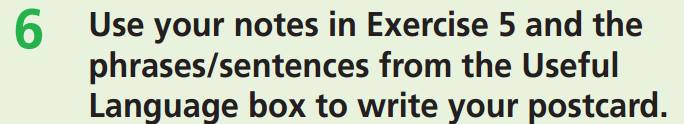 6 Use your notes in Exercise 5 and the
phrases/sentences from the Useful
Language box to write your postcard.